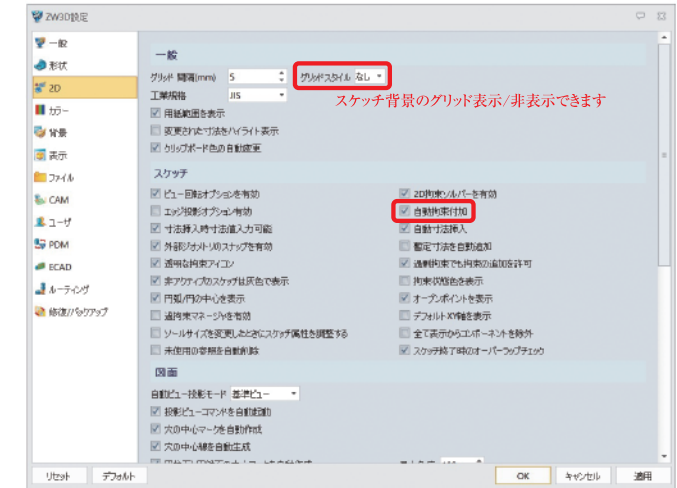 ZW3D設定
一般
形状
2D
カラー
背景
表示
ファイル
CAM
ユーザ
PDM
ECAD
ルーティング
修復/バックアップ
一般
グリッド 間隔(mm) 5 グリッドスタイル なし
工業規格 JIS
スケッチ背景のグリッド表示/非表示できます
用紙範囲を表示
変更された寸法をハイライト表示
クリップボード色の自動変更
スケッチ
ビュー回転オプションを有効 2D拘束ソルバーを有効
エッジ投影オプション有効 自動拘束付加
寸法挿入時寸法値入力可能 自動寸法挿入
外部ジオメトリのスナップを有効 暫定寸法を自動追加
透明な拘束アイコン 過剰拘束でも拘束の追加を許可
非アクティブのスケッチは灰色で表示 拘束状態色を表示
円弧/円の中心を表示 オープンポイントを表示
過拘束マネージャを有効 デフォルトXY軸を表示
ソールサイズを変更したときにスケッチ属性を調整する 全て表示からコンポーネントを除外
未使用の参照を自動削除 スケッチ終了時のオーバーラップチェック
図面
自動ビュー投影モード 基準ビュー
投影ビューコマンドを自動起動
穴の中心マークを自動作成
穴の中心線を自動生成
リセット デフォルト OK キャンセル 適用